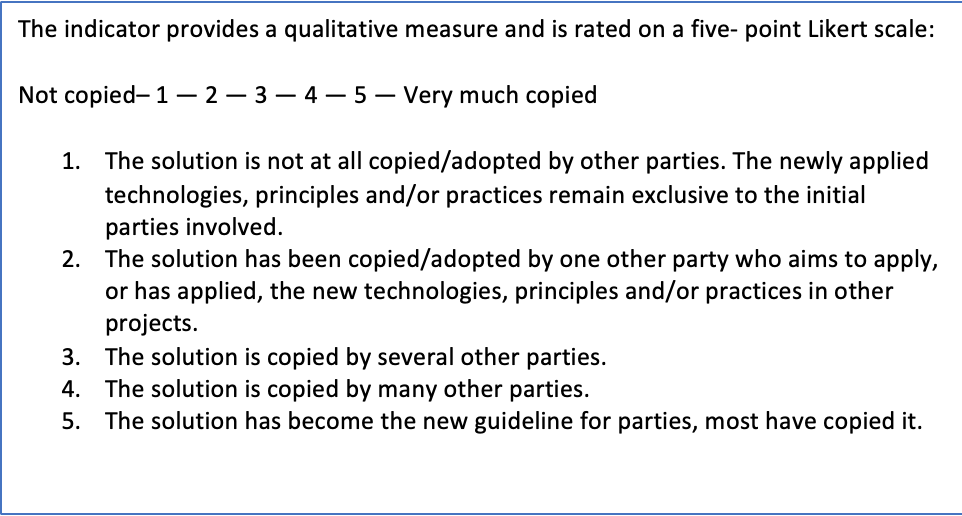 The indicator provides a qualitative measure and is rated on a five- point Likert scale:
Not copied– 1 — 2 — 3 — 4 — 5 — Very much copied
1. The solution is not at all copied/adopted by other parties. The newly applied
technologies, principles and/or practices remain exclusive to the initial
parties involved.
2. The solution has been copied/adopted by one other party who aims to apply,
or has applied, the new technologies, principles and/or practices in other
projects.
3. The solution is copied by several other parties.
4. The solution is copied by many other parties.
5. The solution has become the new guideline for parties, most have copied it.